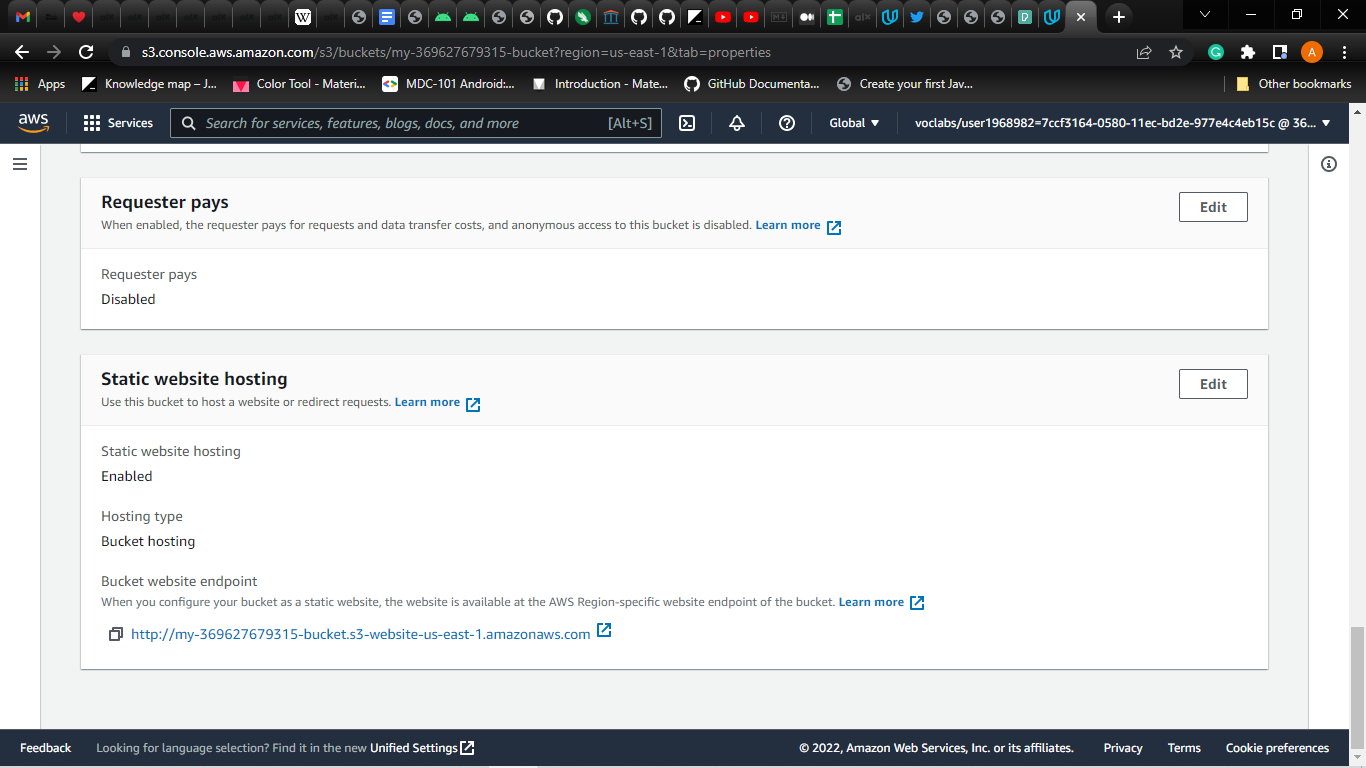 s3.console.aws.amazon.com/s3/buckets/my-369627679315-bucket?region=us-east-1&tab=properties
A
Apps
Knowledge map – J...
Color Tool - Materi...
MDC-101 Android:...
Introduction - Mate...
GitHub Documenta...
Create your first Jav...
Other bookmarks
aws
Services
Search for services, features, blogs, docs, and more
[Alt+S]
Global
voclabs/user1968982=7ccf3164-0580-11ec-bd2e-977e4c4eb15c @ 36...
Requester pays
Edit
When enabled, the requester pays for requests and data transfer costs, and anonymous access to this bucket is disabled. Learn more
Requester pays
Disabled
Static website hosting
Edit
Use this bucket to host a website or redirect requests. Learn more
Static website hosting
Enabled
Hosting type
Bucket hosting
Bucket website endpoint
When you configure your bucket as a static website, the website is available at the AWS Region-specific website endpoint of the bucket. Learn more
http://my-369627679315-bucket.s3-website-us-east-1.amazonaws.com
Feedback
Looking for language selection? Find it in the new Unified Settings
© 2022, Amazon Web Services, Inc. or its affiliates.
Privacy
Terms
Cookie preferences